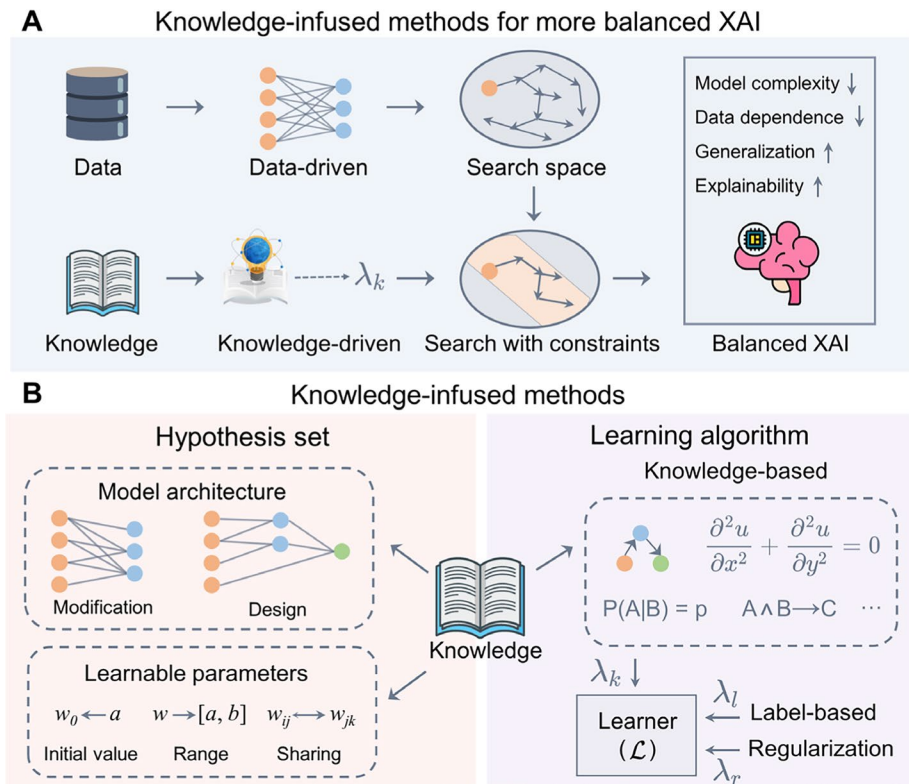 A Knowledge-infused methods for more balanced XAI
Data
Data-driven
Search space
Model complexity ↓
Data dependence ↓
Generalization ↑
Explainability ↑
λ_k
Knowledge
Knowledge-driven
Search with constraints
Balanced XAI
B Knowledge-infused methods
Hypothesis set
Model architecture
Modification
Design
Learnable parameters
w₀ ← a
w → [a, b]
w_ij ↔ w_jk
Initial value
Range
Sharing
Knowledge
Learning algorithm
Knowledge-based
∂²u/∂x² + ∂²u/∂y² = 0
P(A|B) = p
A∧B→C
⋯
λ_k
Learner
(ℒ)
λ_l
Label-based
Regularization
λ_r